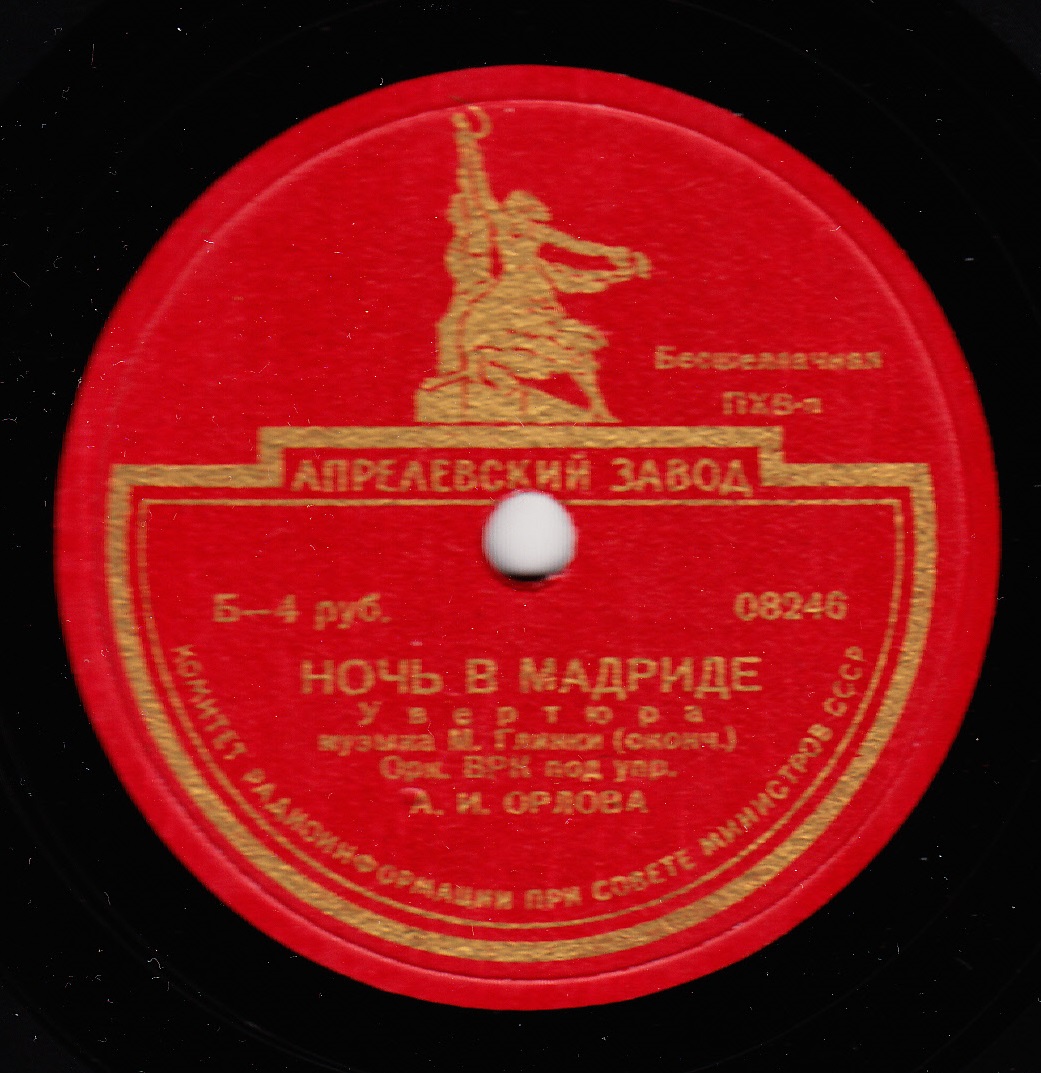 Бесшеллачная
ПХВ-п
АПРЕЛЕВСКИЙ ЗАВОД
Б—4 руб.
08246
НОЧЬ В МАДРИДЕ
Увертюра
музыка М. Глинки (оконч.)
Орк. ВРК под упр.
А. И. ОРЛОВА
КОМИТЕТ РАДИОИНФОРМАЦИИ ПРИ СОВЕТЕ МИНИСТРОВ СССР